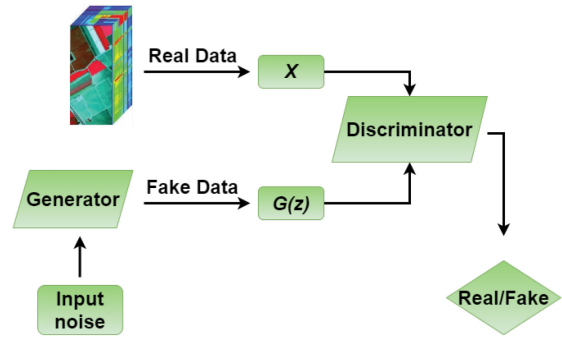 Real Data
X
Discriminator
Generator
Fake Data
G(z)
Input
noise
Real/Fake